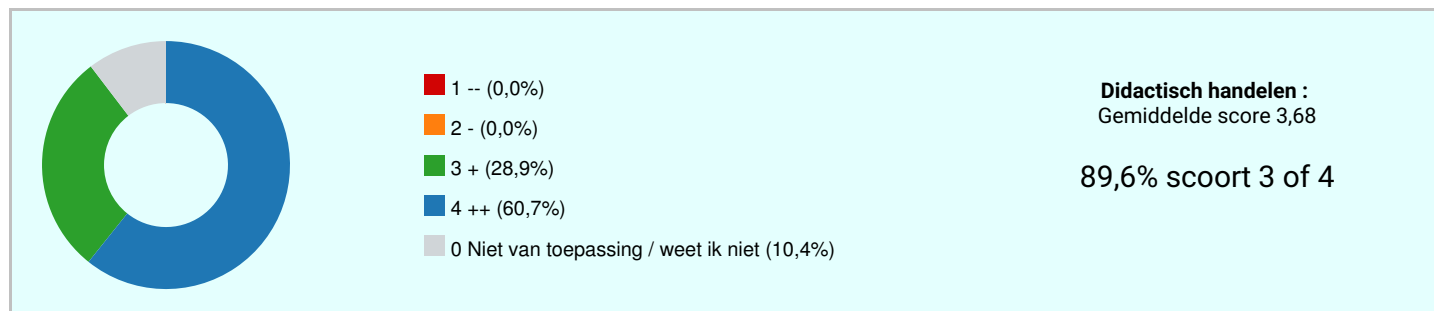 1 -- (0,0%)
2 - (0,0%)
3 + (28,9%)
4 ++ (60,7%)
0 Niet van toepassing / weet ik niet (10,4%)
Didactisch handelen :
Gemiddelde score 3,68
89,6% scoort 3 of 4